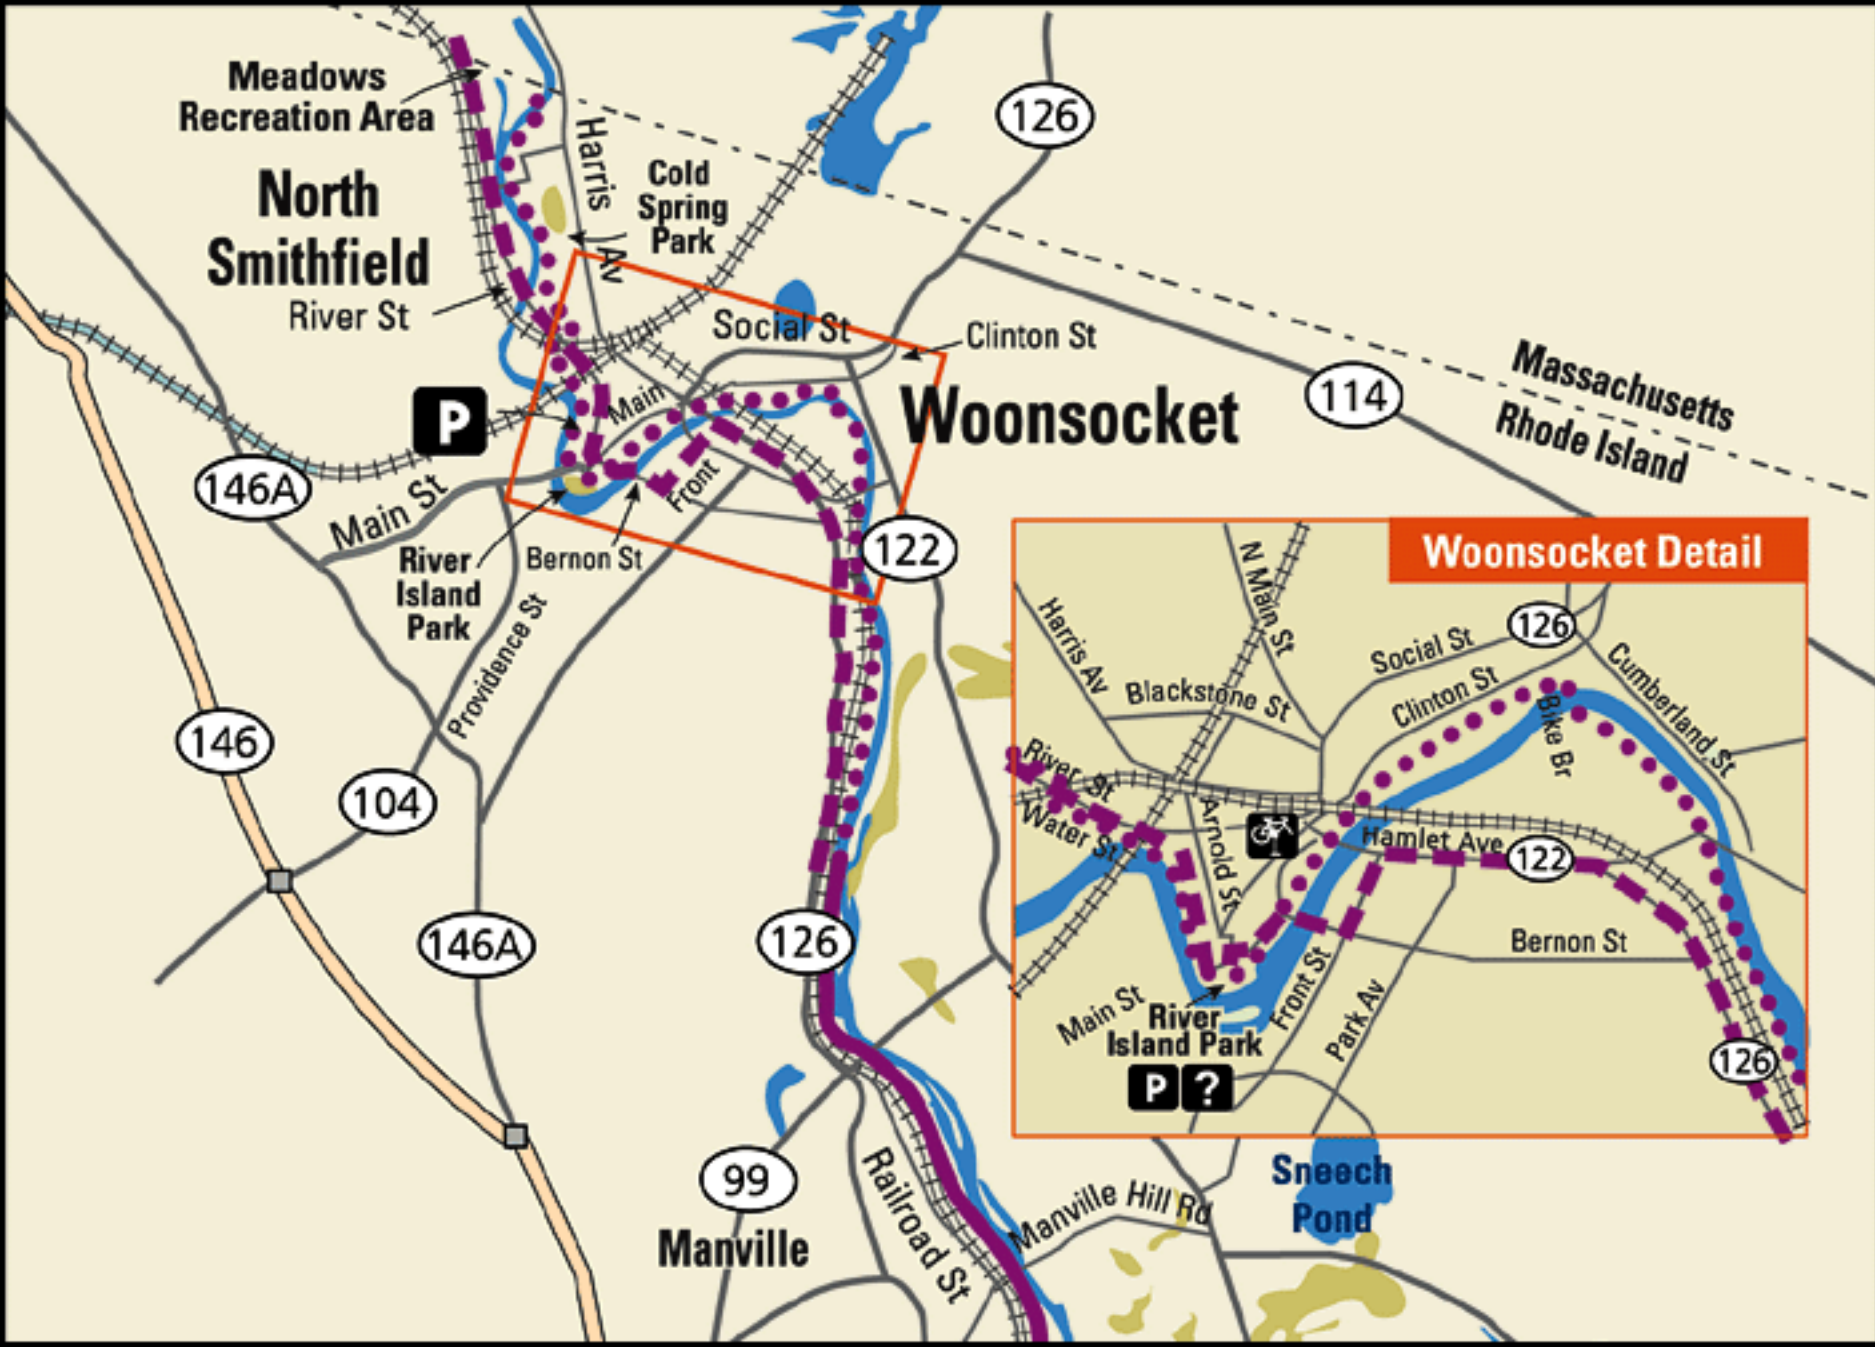 Meadows
Recreation Area
North
Smithfield
River St
Harris
Av
Cold
Spring
Park
126
Social St
Clinton St
Massachusetts
Rhode Island
114
P
Main
Woonsocket
146A
Main St
Front
River
Island
Park
Bernon St
122
Providence St
146
104
146A
126
99
Manville
Railroad St
Manville Hill Rd
Sneech
Pond
Woonsocket Detail
N Main St
Harris Av
Blackstone St
Social St
126
Clinton St
Cumberland St
Bike Br
River St
Water St
Arnold St
Hamlet Ave
122
Bernon St
Main St
River
Island Park
Front St
Park Av
P
?
126